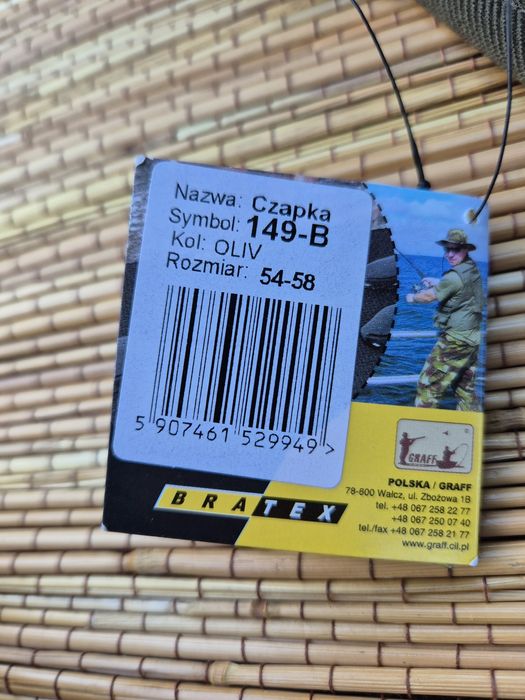 Nazwa: Czapka
Symbol: 149-B
Kol: OLIV
Rozmiar: 54-58
5 907461 529949 >
GRAFF
BRATEX
POLSKA / GRAFF
78-600 Wałcz, ul. Zbożowa 1B
tel. +48 067 258 22 77
tel. +48 067 250 07 40
tel./fax +48 067 258 21 77
www.graff.cil.pl